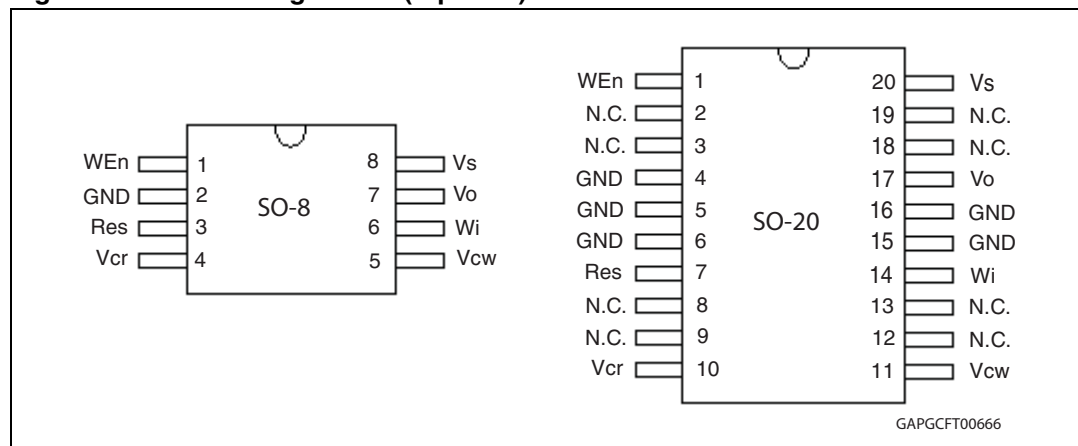 WEn 1
GND 2
Res 3
Vcr 4
SO-8
8 Vs
7 Vo
6 Wi
5 Vcw
WEn 1
N.C. 2
N.C. 3
GND 4
GND 5
GND 6
Res 7
N.C. 8
N.C. 9
Vcr 10
SO-20
20 Vs
19 N.C.
18 N.C.
17 Vo
16 GND
15 GND
14 Wi
13 N.C.
12 N.C.
11 Vcw
GAPGCFT00666